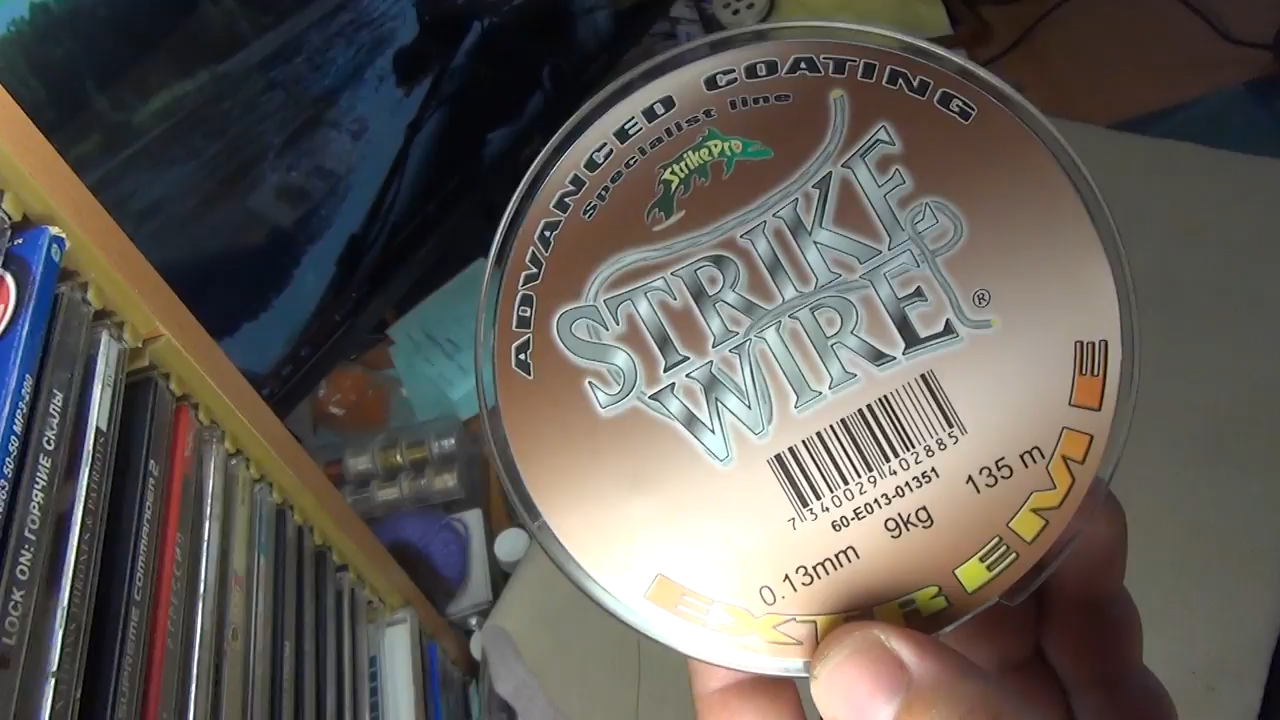 ADVANCED COATING
Specialist line
StrikePro
STRIKE
WIRE
®
7 340029 402885
60-E013-01351
0.13mm 9kg 135 m
EXTREME
LOCK ON: ГОРЯЧИЕ СКАЛЫ
SUPREME COMMANDER 2